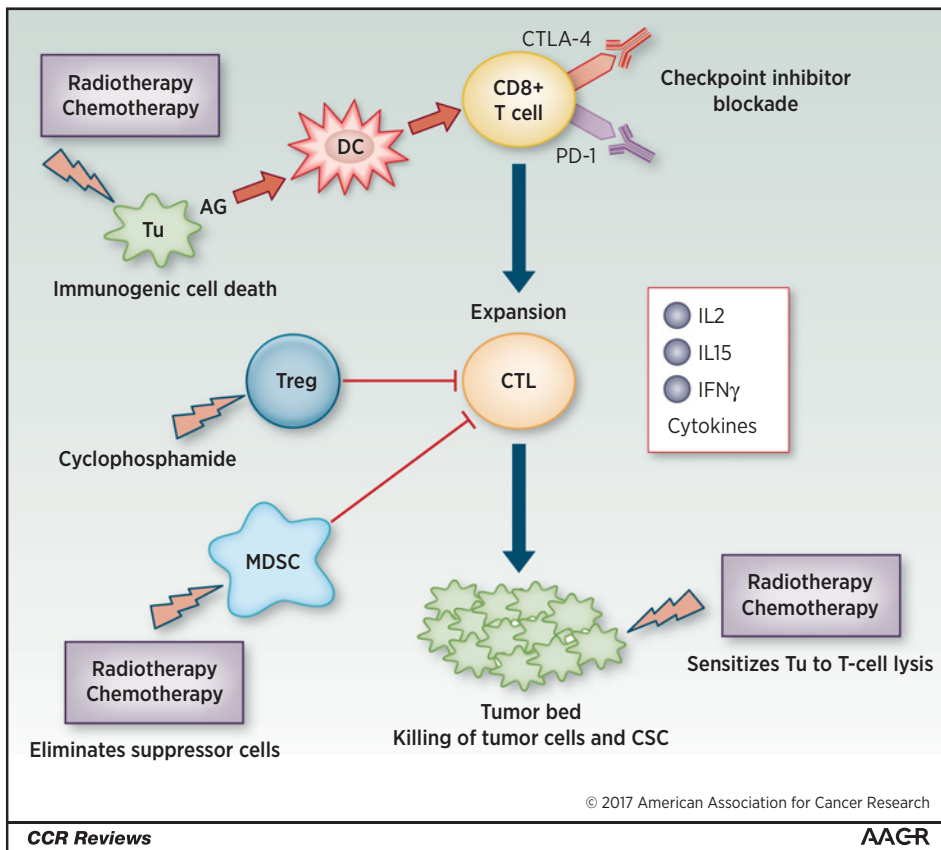 Radiotherapy
Chemotherapy
Tu
AG
Immunogenic cell death
DC
CD8+
T cell
CTLA-4
PD-1
Checkpoint inhibitor
blockade
Expansion
Treg
CTL
Cyclophosphamide
IL2
IL15
IFNγ
Cytokines
MDSC
Radiotherapy
Chemotherapy
Eliminates suppressor cells
Radiotherapy
Chemotherapy
Sensitizes Tu to T-cell lysis
Tumor bed
Killing of tumor cells and CSC
© 2017 American Association for Cancer Research
CCR Reviews
AACR